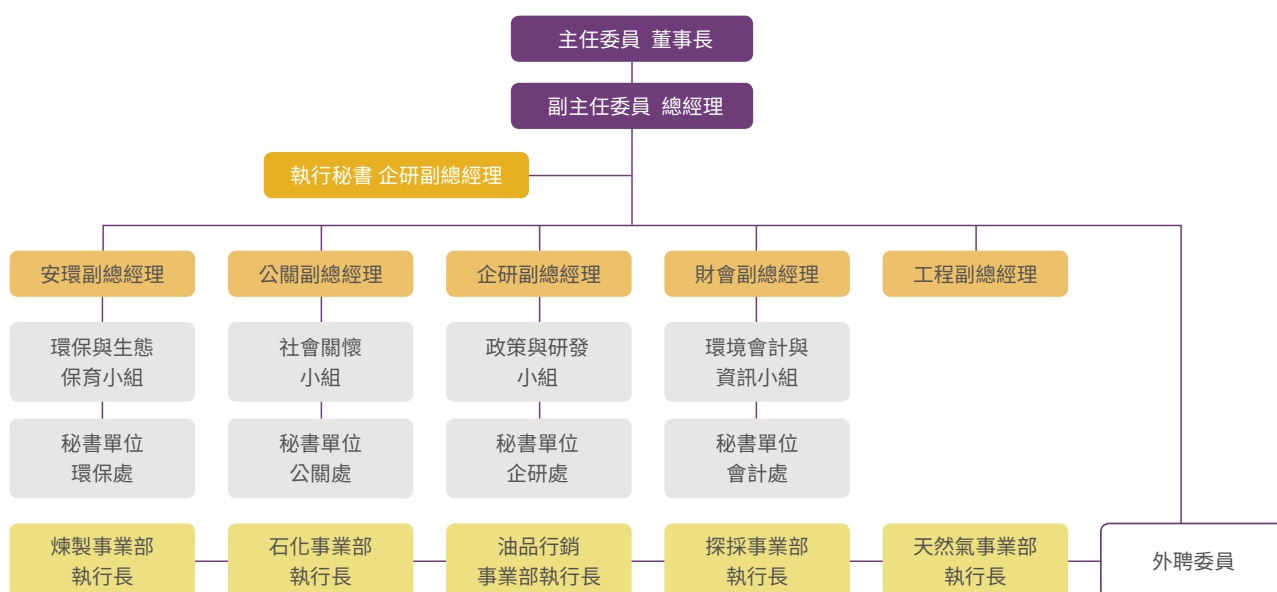 主任委員 董事長
副主任委員 總經理
執行秘書 企研副總經理
安環副總經理
公關副總經理
企研副總經理
財會副總經理
工程副總經理
環保與生態
保育小組
社會關懷
小組
政策與研發
小組
環境會計與
資訊小組
秘書單位
環保處
秘書單位
公關處
秘書單位
企研處
秘書單位
會計處
煉製事業部
執行長
石化事業部
執行長
油品行銷
事業部執行長
探採事業部
執行長
天然氣事業部
執行長
外聘委員